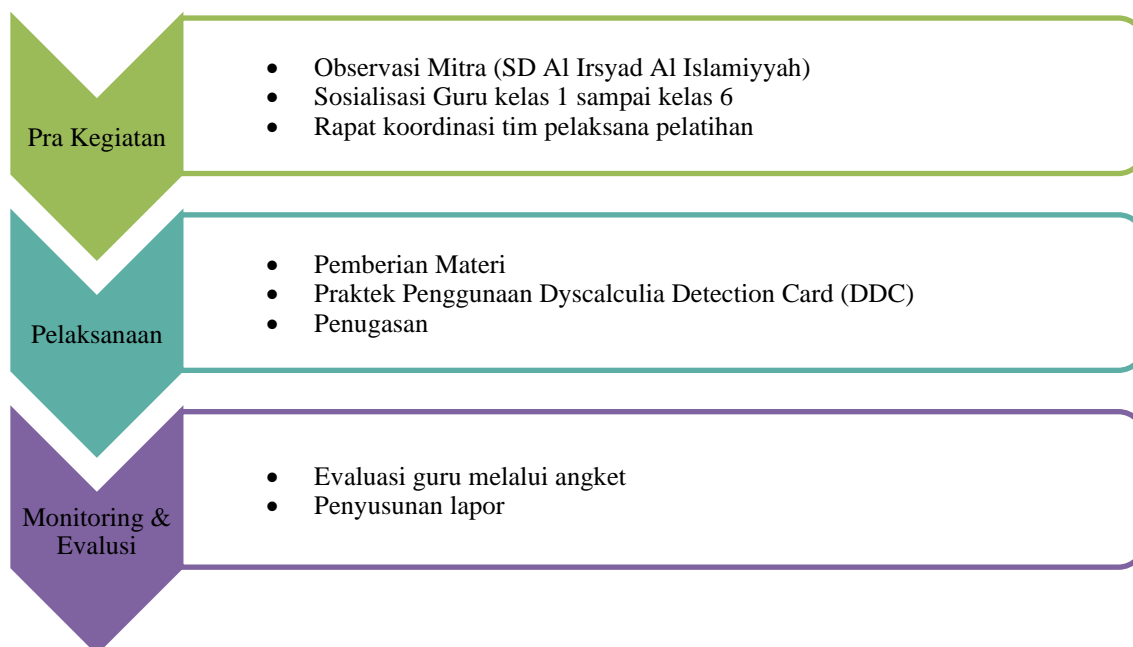 Pra Kegiatan
• Observasi Mitra (SD Al Irsyad Al Islamiyyah)
• Sosialisasi Guru kelas 1 sampai kelas 6
• Rapat koordinasi tim pelaksana pelatihan
Pelaksanaan
• Pemberian Materi
• Praktek Penggunaan Dyscalculia Detection Card (DDC)
• Penugasan
Monitoring &
Evalusi
• Evaluasi guru melalui angket
• Penyusunan lapor